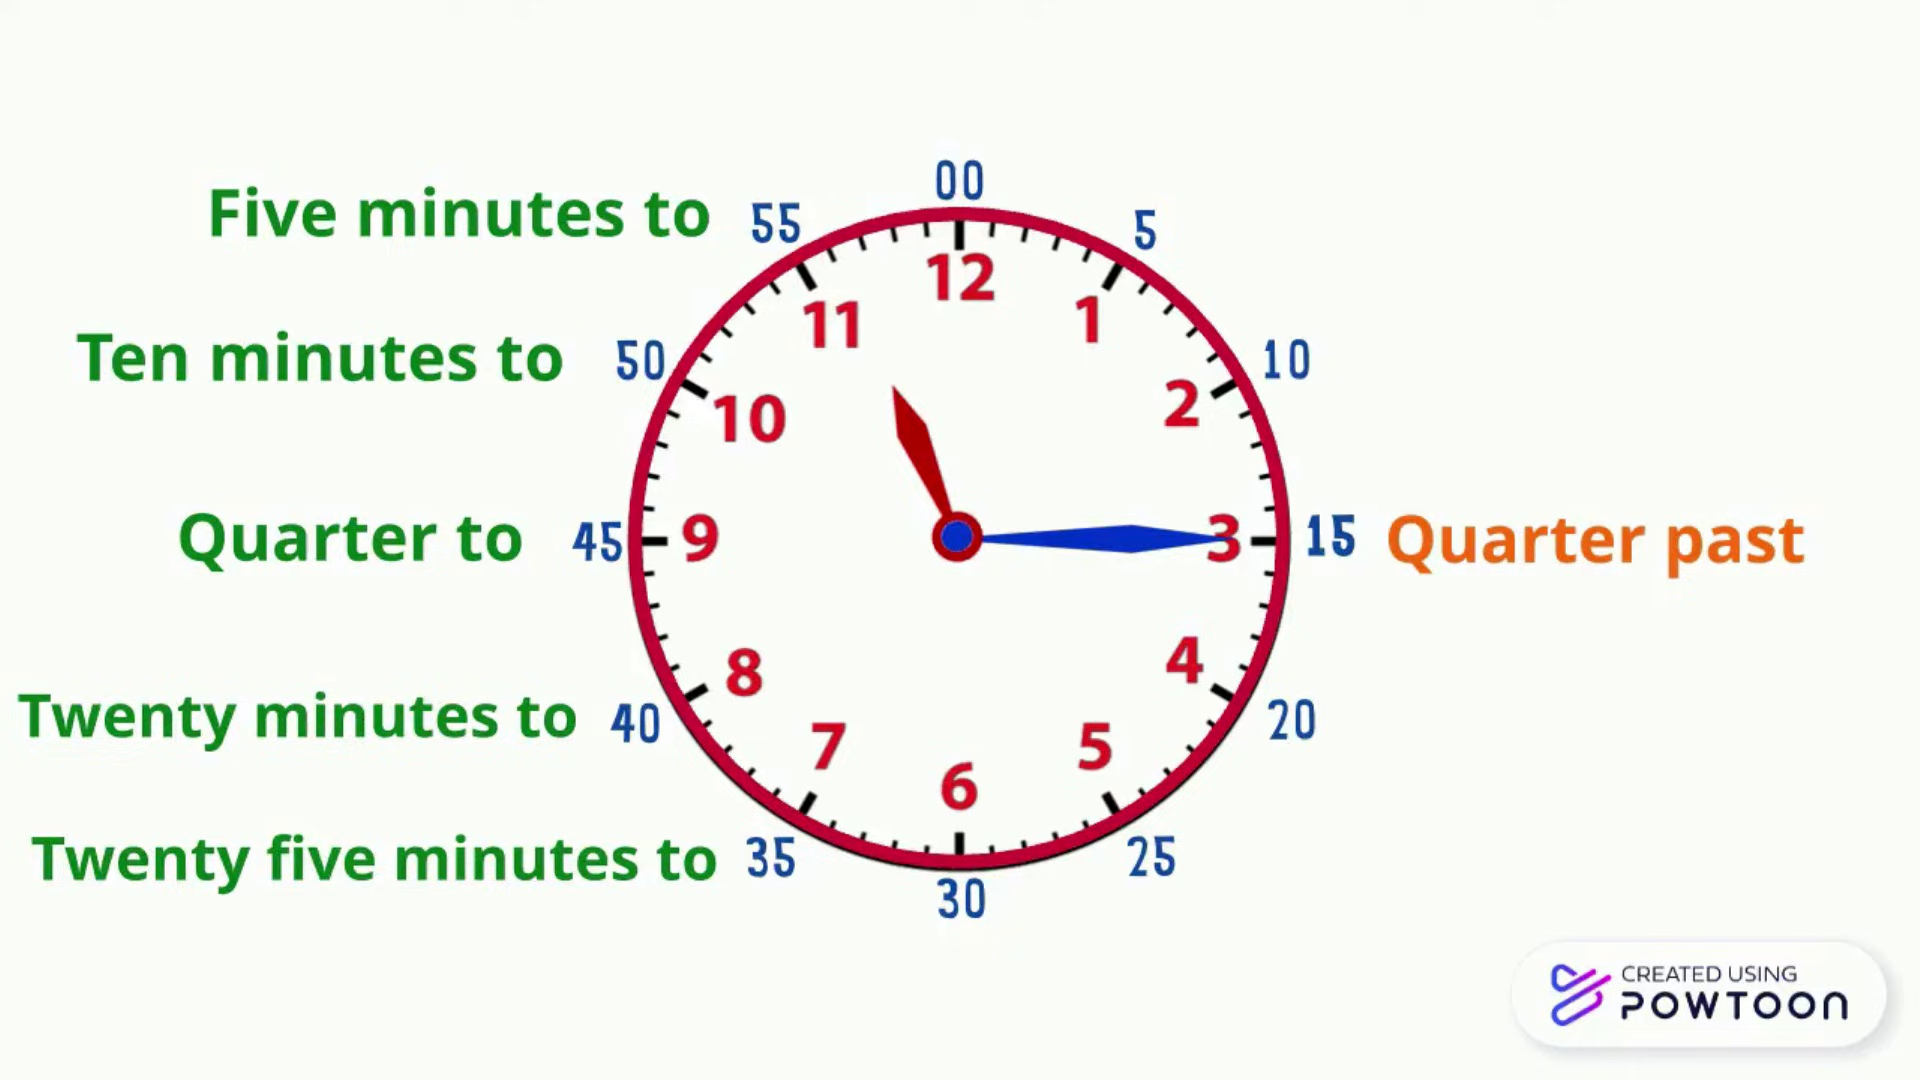 00
Five minutes to 55
5
12
11
1
Ten minutes to 50
10
10
2
Quarter to 45
9
3
15 Quarter past
8
4
Twenty minutes to 40
20
7
5
6
Twenty five minutes to 35
25
30
CREATED USING
POWTOON